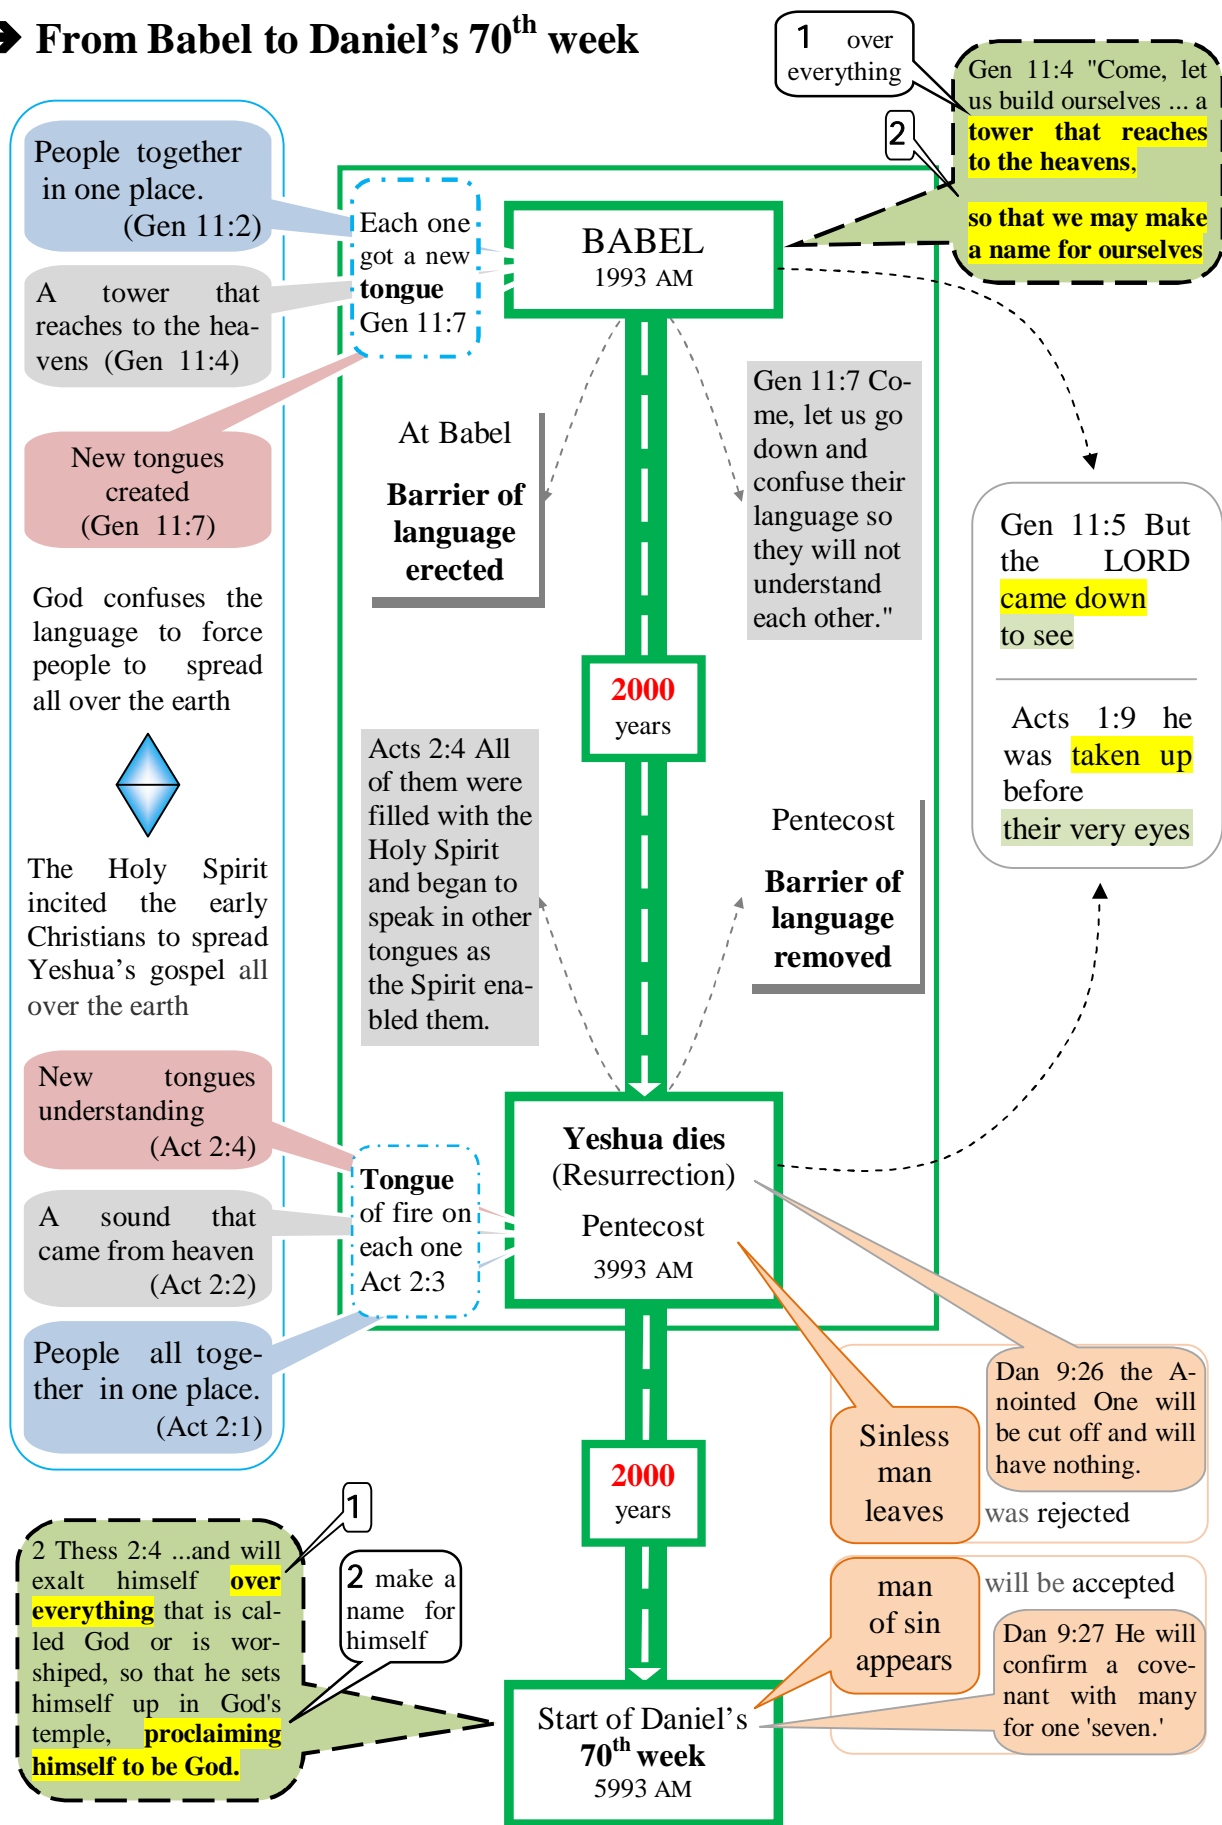 ➔ From Babel to Daniel's 70th week
1 over
everything
Gen 11:4 "Come, let
us build ourselves ... a
tower that reaches
to the heavens,
so that we may make
a name for ourselves
2
People together
in one place.
(Gen 11:2)
A tower that
reaches to the hea-
vens (Gen 11:4)
New tongues
created
(Gen 11:7)
God confuses the
language to force
people to spread
all over the earth
The Holy Spirit
incited the early
Christians to spread
Yeshua's gospel all
over the earth
New tongues
understanding
(Act 2:4)
A sound that
came from heaven
(Act 2:2)
People all toge-
ther in one place.
(Act 2:1)
Each one
got a new
tongue
Gen 11:7
BABEL
1993 AM
At Babel
Barrier of
language
erected
Gen 11:7 Co-
me, let us go
down and
confuse their
language so
they will not
understand
each other."
2000
years
Gen 11:5 But
the LORD
came down
to see
Acts 1:9 he
was taken up
before
their very eyes
Acts 2:4 All
of them were
filled with the
Holy Spirit
and began to
speak in other
tongues as
the Spirit ena-
bled them.
Pentecost
Barrier of
language
removed
Tongue
of fire on
each one
Act 2:3
Yeshua dies
(Resurrection)
Pentecost
3993 AM
2000
years
Sinless
man
leaves
Dan 9:26 the A-
nointed One will
be cut off and will
have nothing.
was rejected
man
of sin
appears
will be accepted
Dan 9:27 He will
confirm a cove-
nant with many
for one 'seven.'
1
2 make a
name for
himself
2 Thess 2:4 ...and will
exalt himself over
everything that is cal-
led God or is wor-
shiped, so that he sets
himself up in God's
temple, proclaiming
himself to be God.
Start of Daniel's
70th week
5993 AM